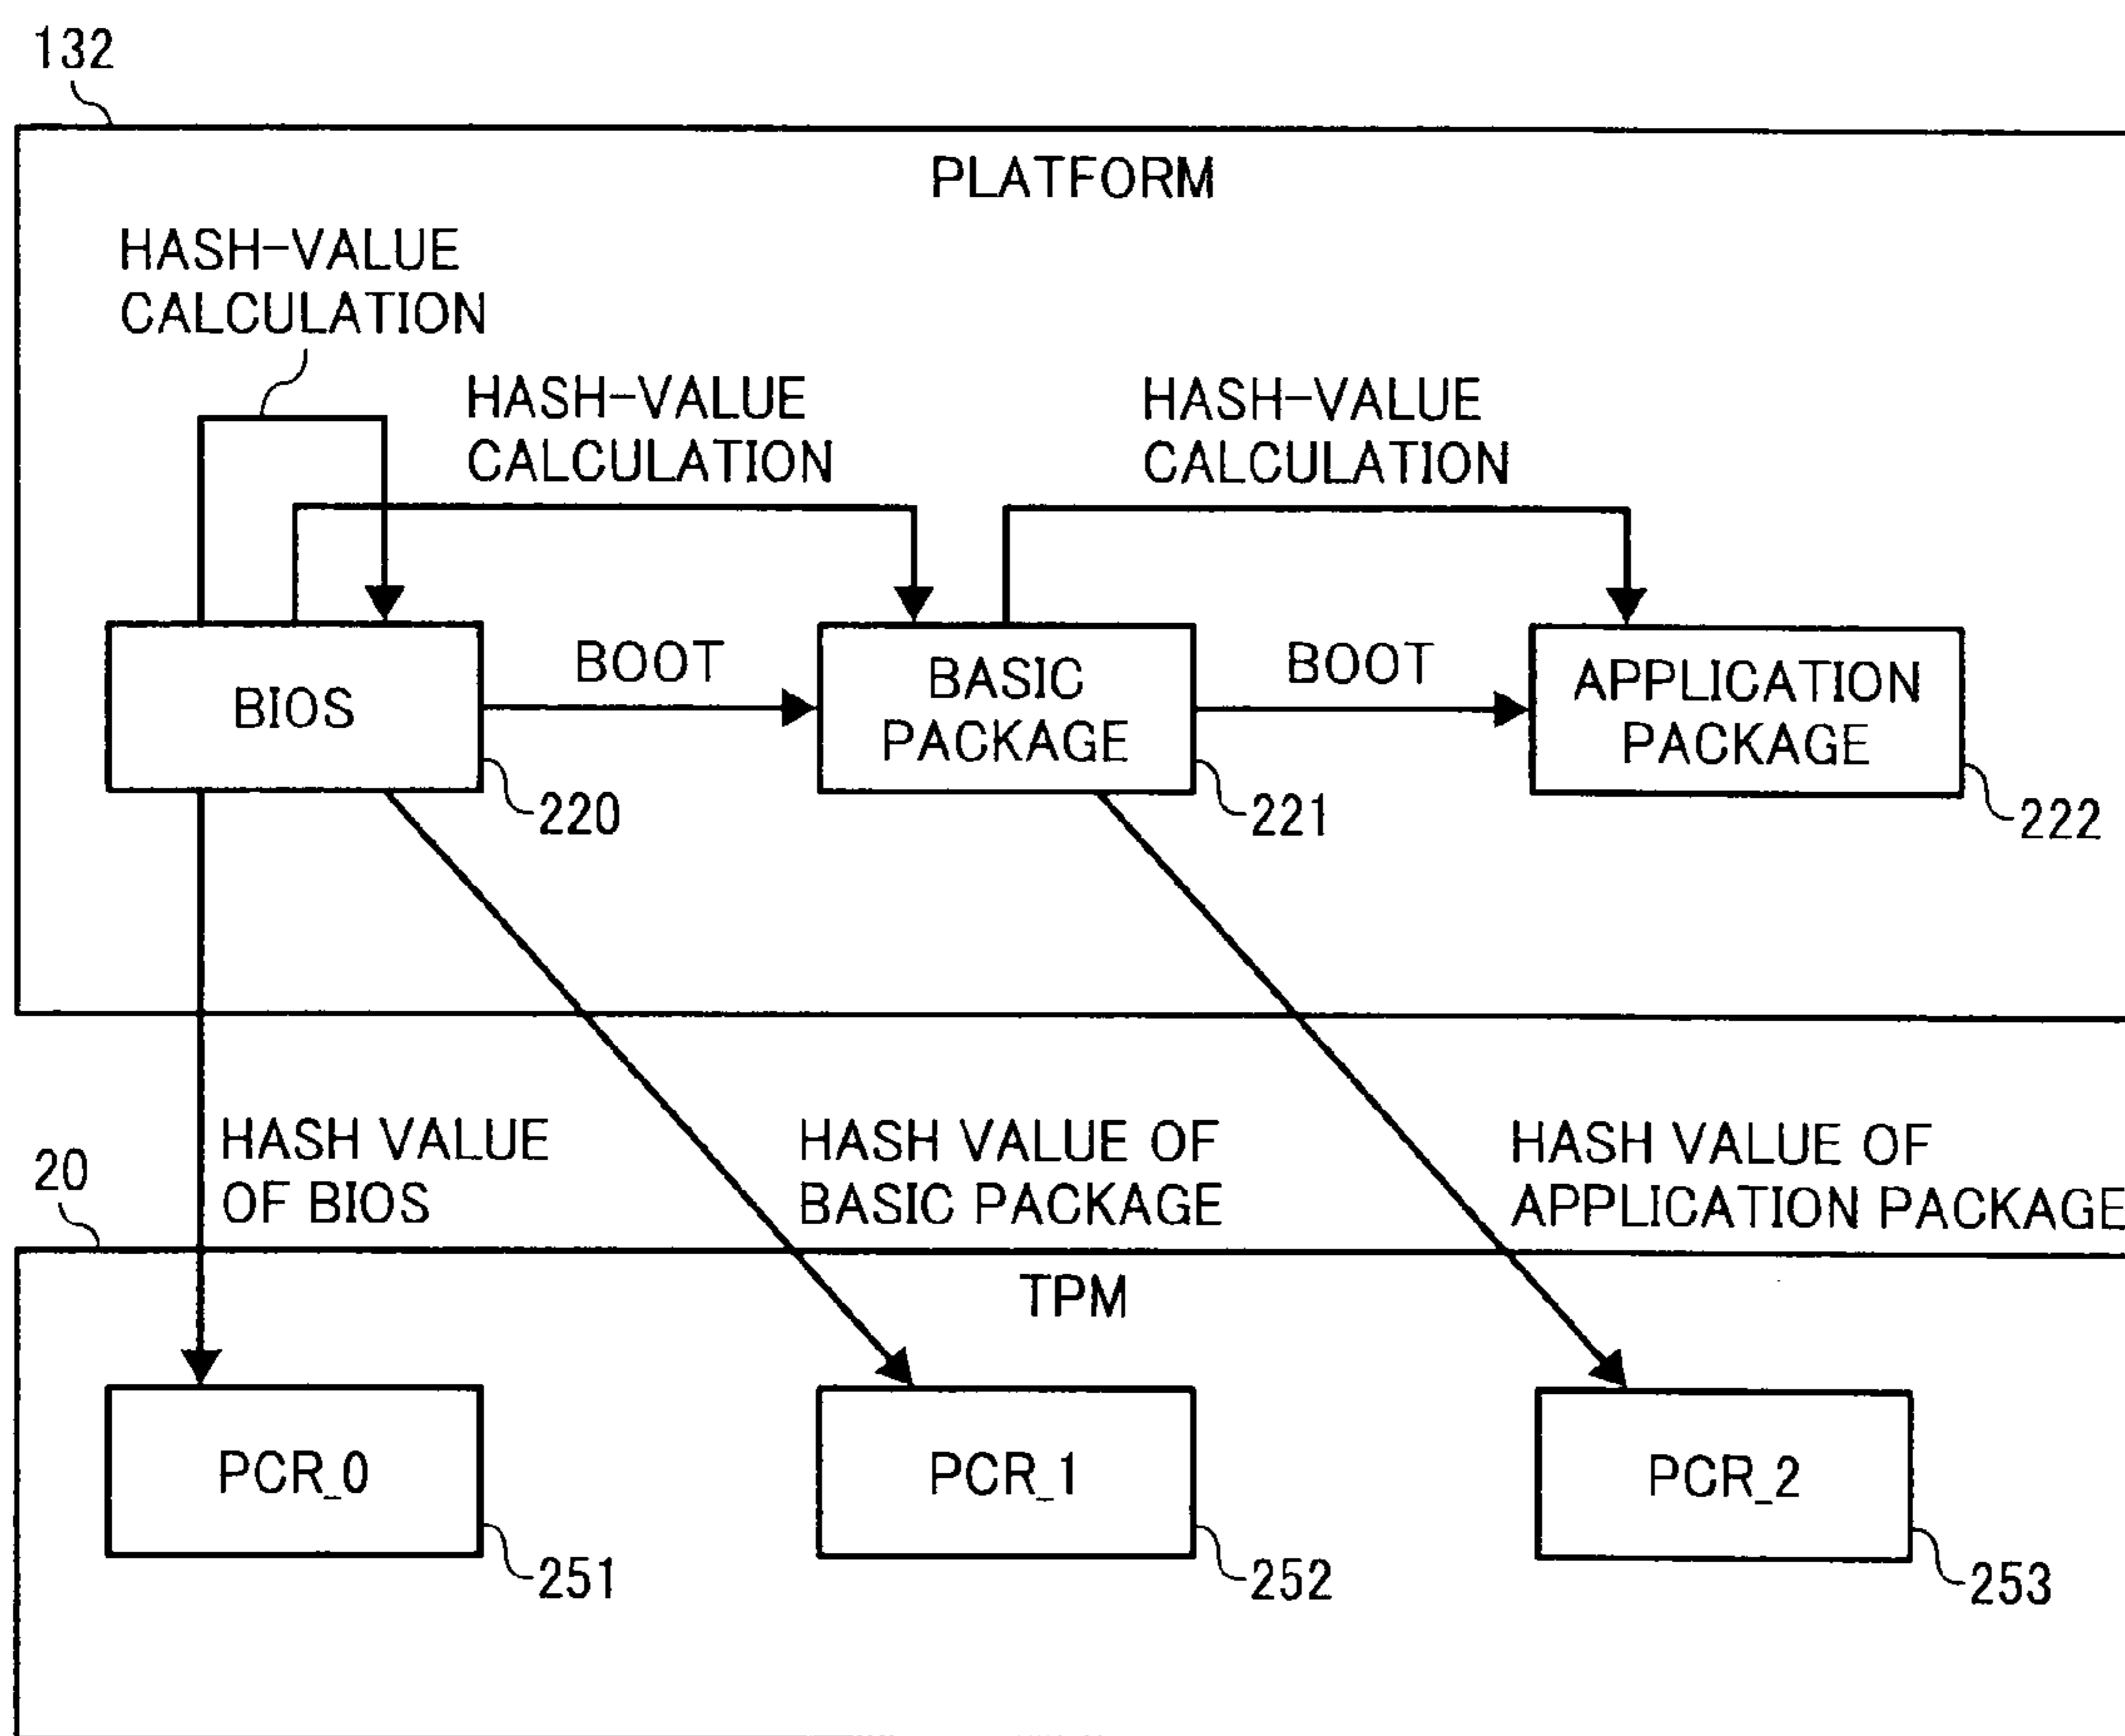 132
PLATFORM
HASH-VALUE
CALCULATION
HASH-VALUE
CALCULATION
HASH-VALUE
CALCULATION
BIOS
BOOT
BASIC
PACKAGE
BOOT
APPLICATION
PACKAGE
220
221
222
HASH VALUE
OF BIOS
HASH VALUE OF
BASIC PACKAGE
HASH VALUE OF
APPLICATION PACKAGE
20
TPM
PCR_0
PCR_1
PCR_2
251
252
253